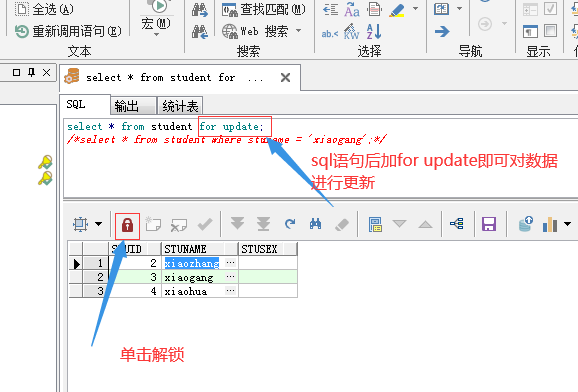 全选(A)
重新调用语句(E)
文本
宏(M)
查找匹配(M)
Web 搜索
搜索
Aa
ab
选择
导航
显示
select * from student for ...
SQL
输出
统计表
select * from student for update;
/*select * from student where stuname = 'xiaogang';*/
sql语句后加for update即可对数据
进行更新
STUID STUNAME STUSEX
1 2 xiaozhang ...
2 3 xiaogang ...
3 4 xiaohua ...
单击解锁